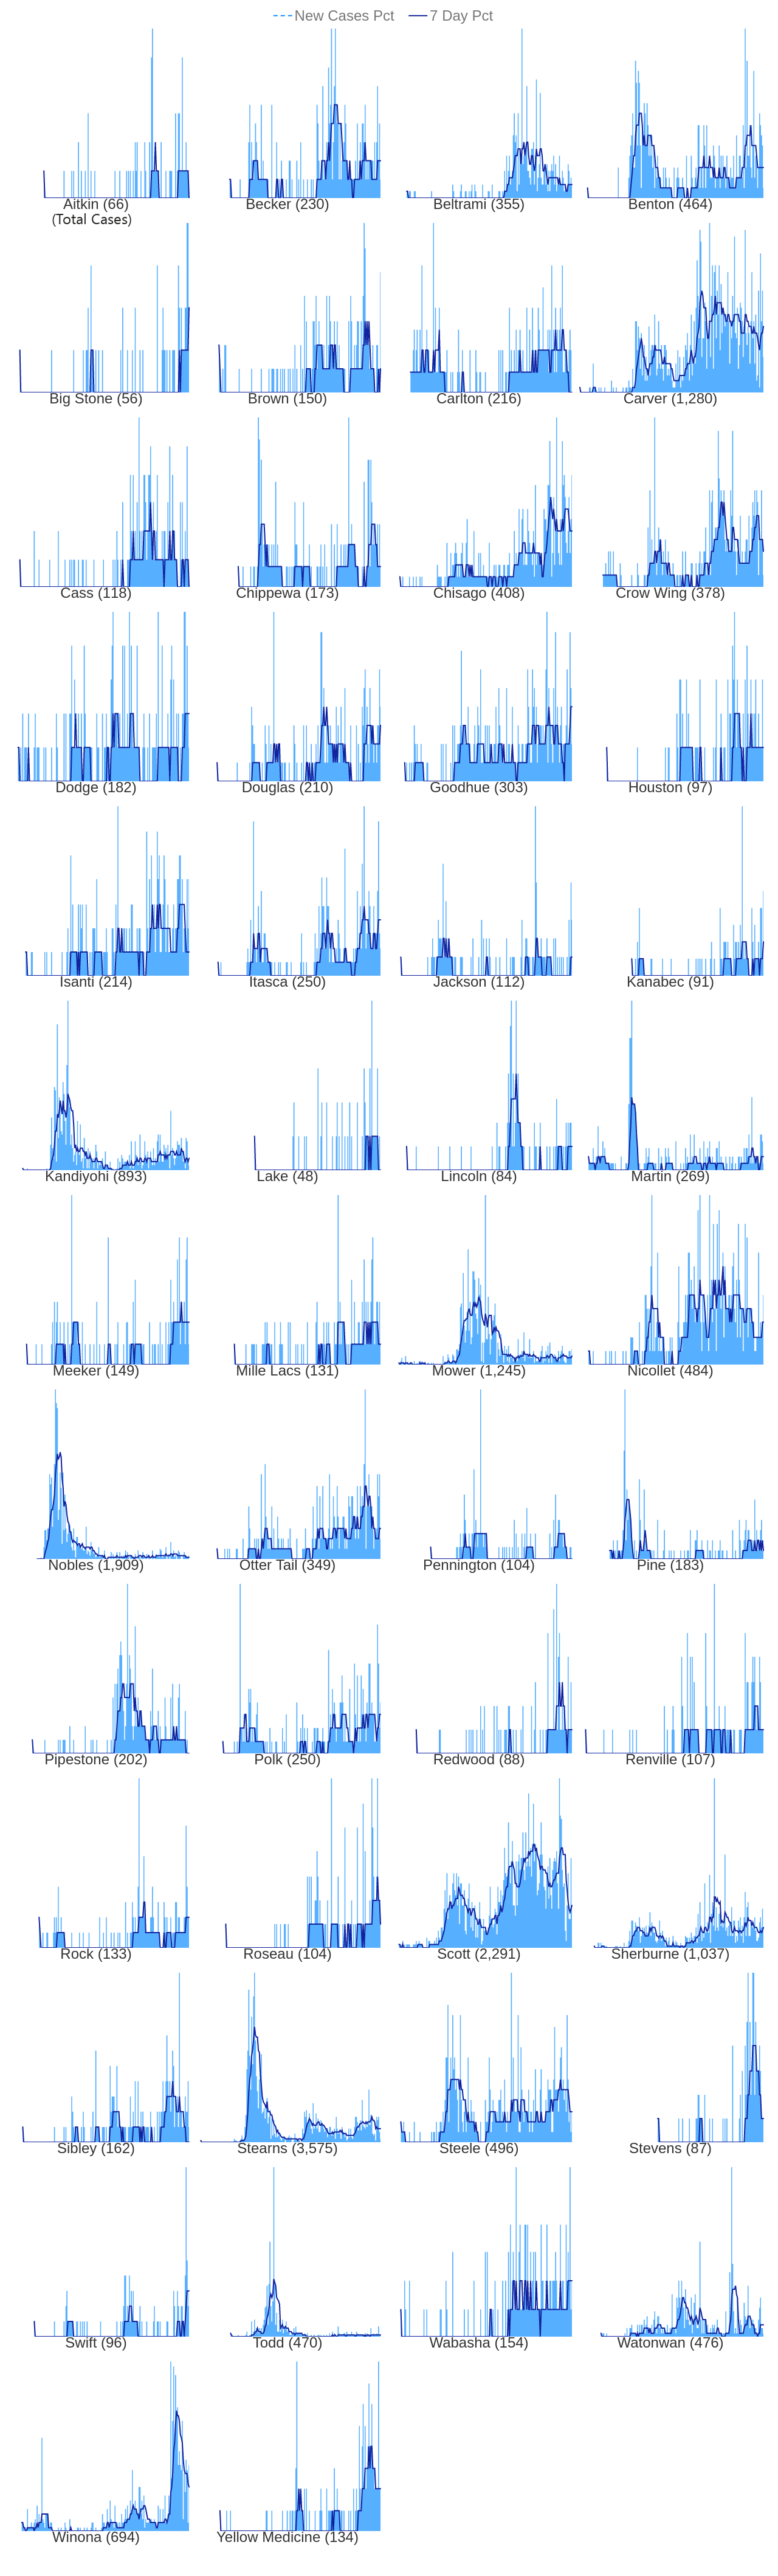 New Cases Pct 7 Day Pct
Aitkin (66) Becker (230) Beltrami (355) Benton (464)
(Total Cases)
Big Stone (56) Brown (150) Carlton (216) Carver (1,280)
Cass (118) Chippewa (173) Chisago (408) Crow Wing (378)
Dodge (182) Douglas (210) Goodhue (303) Houston (97)
Isanti (214) Itasca (250) Jackson (112) Kanabec (91)
Kandiyohi (893) Lake (48) Lincoln (84) Martin (269)
Meeker (149) Mille Lacs (131) Mower (1,245) Nicollet (484)
Nobles (1,909) Otter Tail (349) Pennington (104) Pine (183)
Pipestone (202) Polk (250) Redwood (88) Renville (107)
Rock (133) Roseau (104) Scott (2,291) Sherburne (1,037)
Sibley (162) Stearns (3,575) Steele (496) Stevens (87)
Swift (96) Todd (470) Wabasha (154) Watonwan (476)
Winona (694) Yellow Medicine (134)